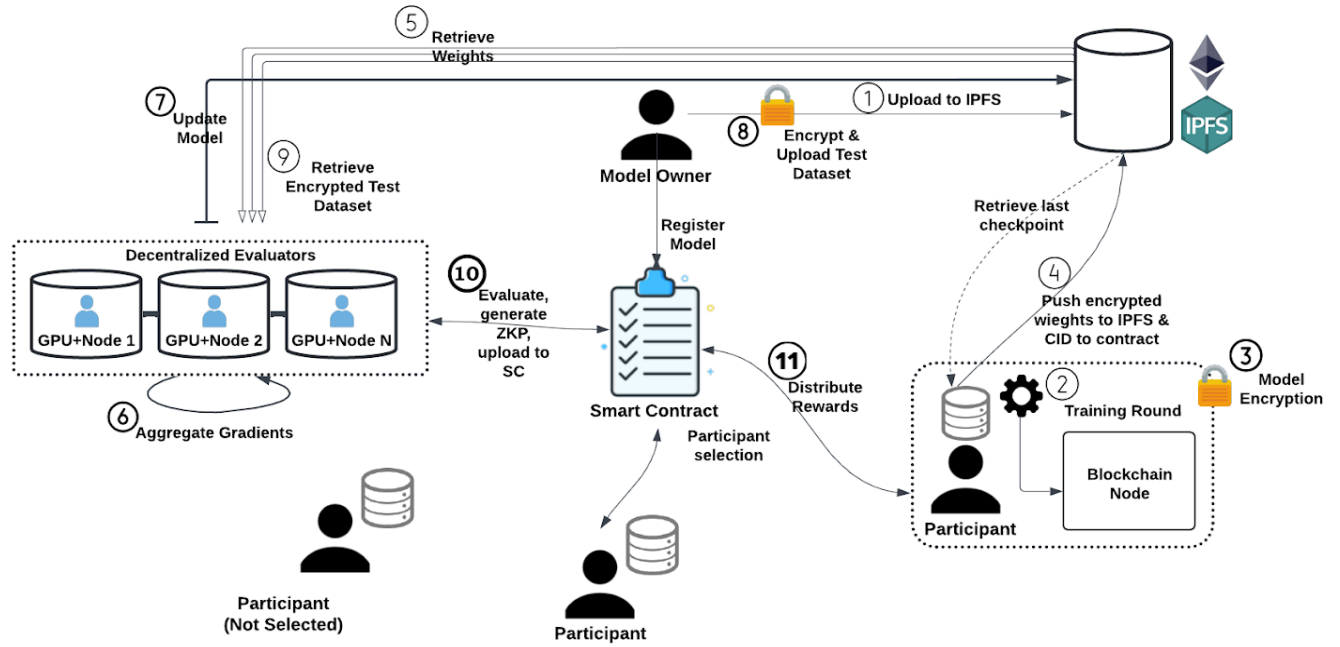 5
Retrieve
Weights
7
Update
Model
9
Retrieve
Encrypted Test
Dataset
Model Owner
8
Encrypt &
Upload Test
Dataset
1
Upload to IPFS
IPFS
Register
Model
Retrieve last
checkpoint
4
Push encrypted
wieghts to IPFS &
CID to contract
Decentralized Evaluators
GPU+Node 1
GPU+Node 2
GPU+Node N
6
Aggregate Gradients
10
Evaluate,
generate
ZKP,
upload to
SC
Smart Contract
11
Distribute
Rewards
3
Model
Encryption
2
Training Round
Blockchain
Node
Participant
Participant
selection
Participant
(Not Selected)
Participant